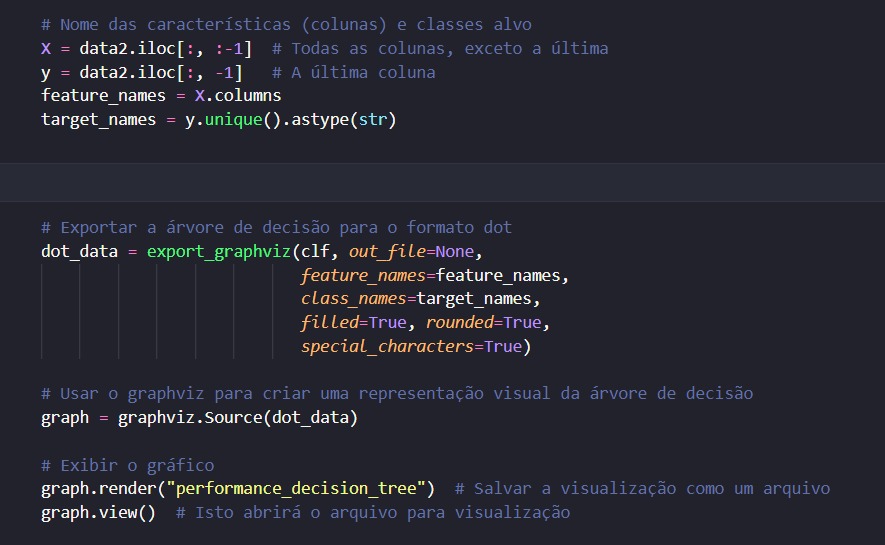 # Nome das características (colunas) e classes alvo
X = data2.iloc[:, :-1]  # Todas as colunas, exceto a última
y = data2.iloc[:, -1]   # A última coluna
feature_names = X.columns
target_names = y.unique().astype(str)
# Exportar a árvore de decisão para o formato dot
dot_data = export_graphviz(clf, out_file=None,
                           feature_names=feature_names,
                           class_names=target_names,
                           filled=True, rounded=True,
                           special_characters=True)
# Usar o graphviz para criar uma representação visual da árvore de decisão
graph = graphviz.Source(dot_data)
# Exibir o gráfico
graph.render("performance_decision_tree")  # Salvar a visualização como um arquivo
graph.view()  # Isto abrirá o arquivo para visualização